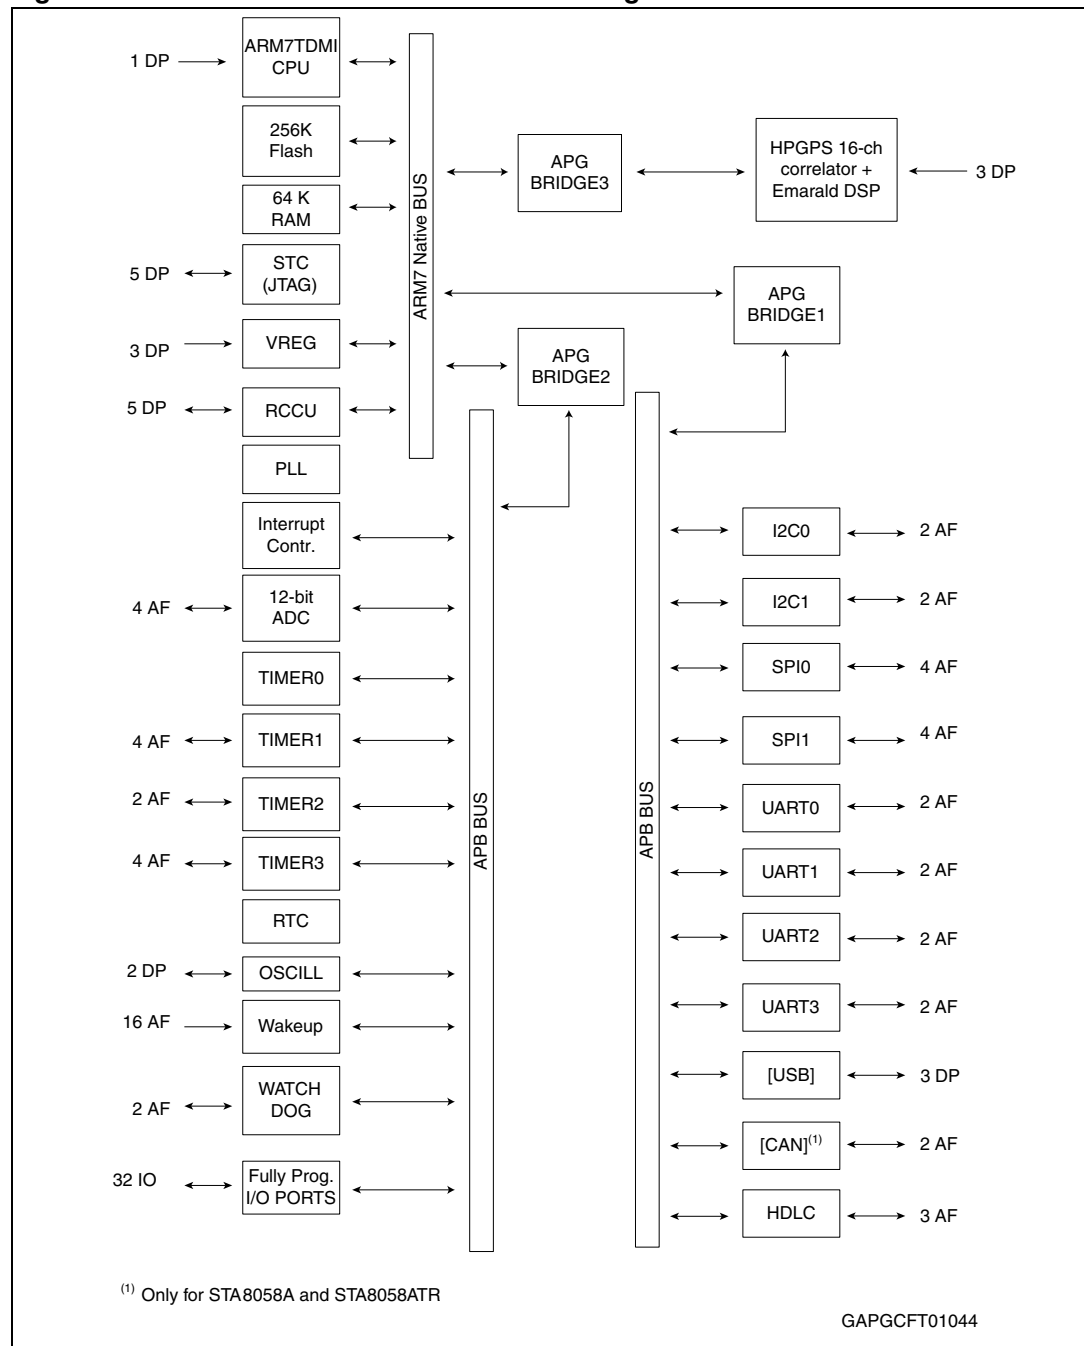 1 DP
ARM7TDMI
CPU
256K
Flash
64 K
RAM
5 DP
STC
(JTAG)
3 DP
VREG
5 DP
RCCU
PLL
Interrupt
Contr.
4 AF
12-bit
ADC
TIMER0
4 AF
TIMER1
2 AF
TIMER2
4 AF
TIMER3
RTC
2 DP
OSCILL
16 AF
Wakeup
2 AF
WATCH
DOG
32 IO
Fully Prog.
I/O PORTS
ARM7 Native BUS
APG
BRIDGE3
HPGPS 16-ch
correlator +
Emarald DSP
3 DP
APG
BRIDGE1
APG
BRIDGE2
APB BUS
APB BUS
I2C0
2 AF
I2C1
2 AF
SPI0
4 AF
SPI1
4 AF
UART0
2 AF
UART1
2 AF
UART2
2 AF
UART3
2 AF
[USB]
3 DP
[CAN](1)
2 AF
HDLC
3 AF
(1) Only for STA8058A and STA8058ATR
GAPGCFT01044